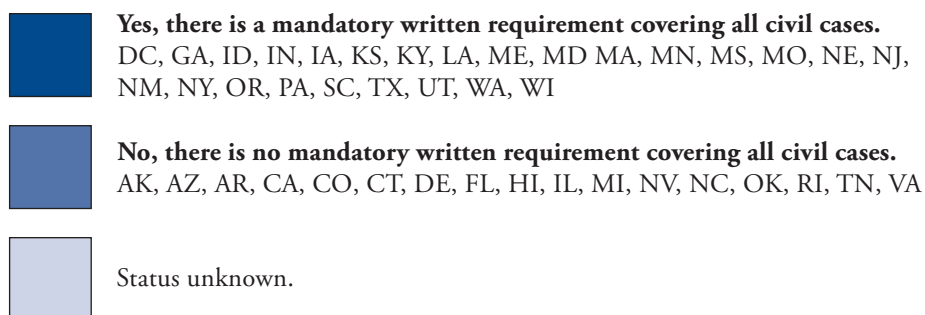 Yes, there is a mandatory written requirement covering all civil cases.
DC, GA, ID, IN, IA, KS, KY, LA, ME, MD MA, MN, MS, MO, NE, NJ,
NM, NY, OR, PA, SC, TX, UT, WA, WI
No, there is no mandatory written requirement covering all civil cases.
AK, AZ, AR, CA, CO, CT, DE, FL, HI, IL, MI, NV, NC, OK, RI, TN, VA
Status unknown.